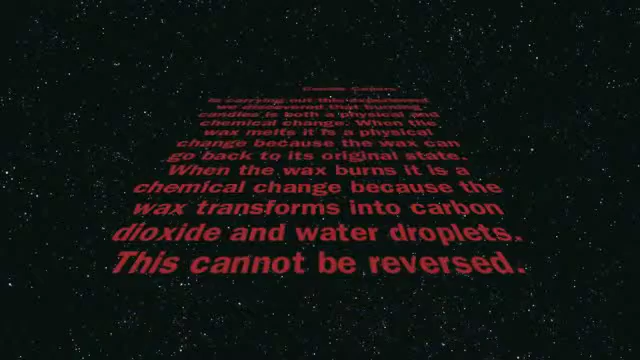 In carrying out this experiment
we discovered that burning
candles is both a physical and
chemical change. When the
wax melts it is a physical
change because the wax can
go back to its original state.
When the wax burns it is a
chemical change because the
wax transforms into carbon
dioxide and water droplets.
This cannot be reversed.